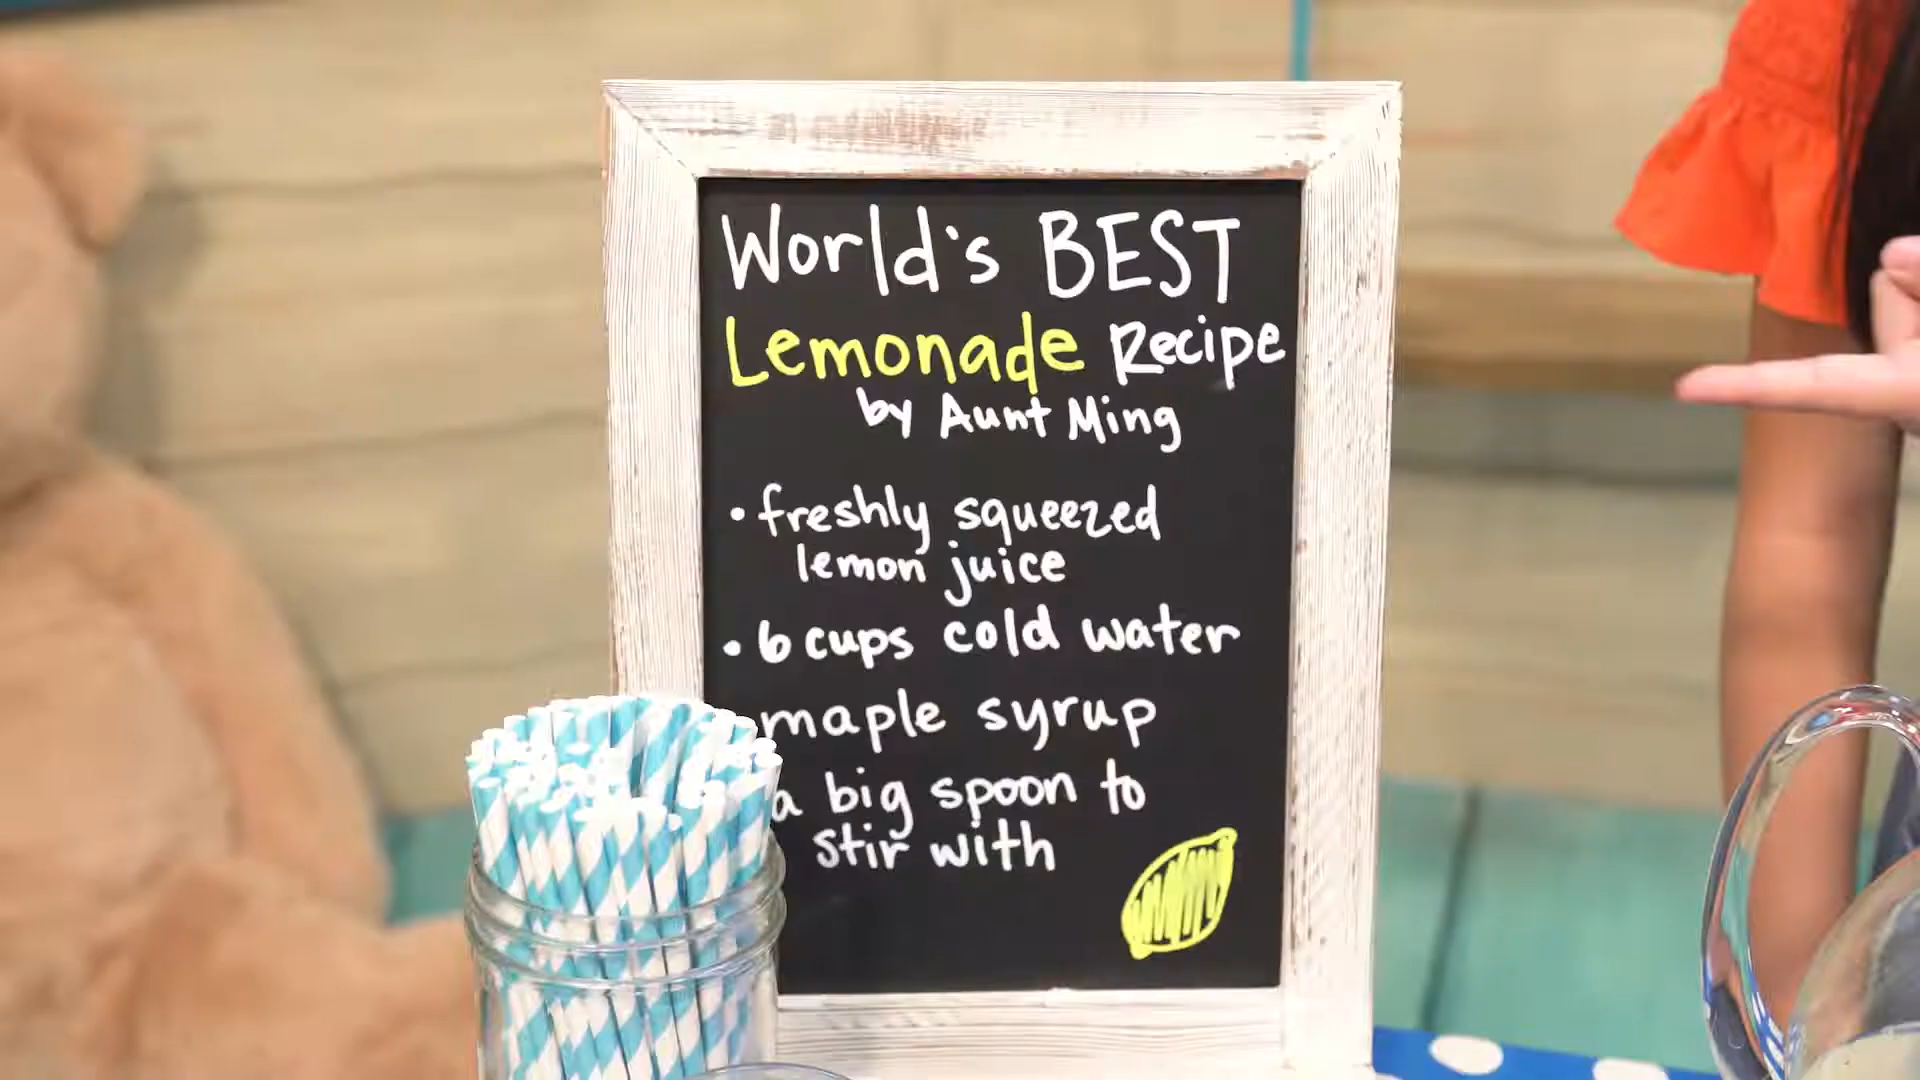 World's BEST
Lemonade Recipe
by Aunt Ming
• freshly squeezed
lemon juice
• 6 cups cold water
maple syrup
a big spoon to
stir with